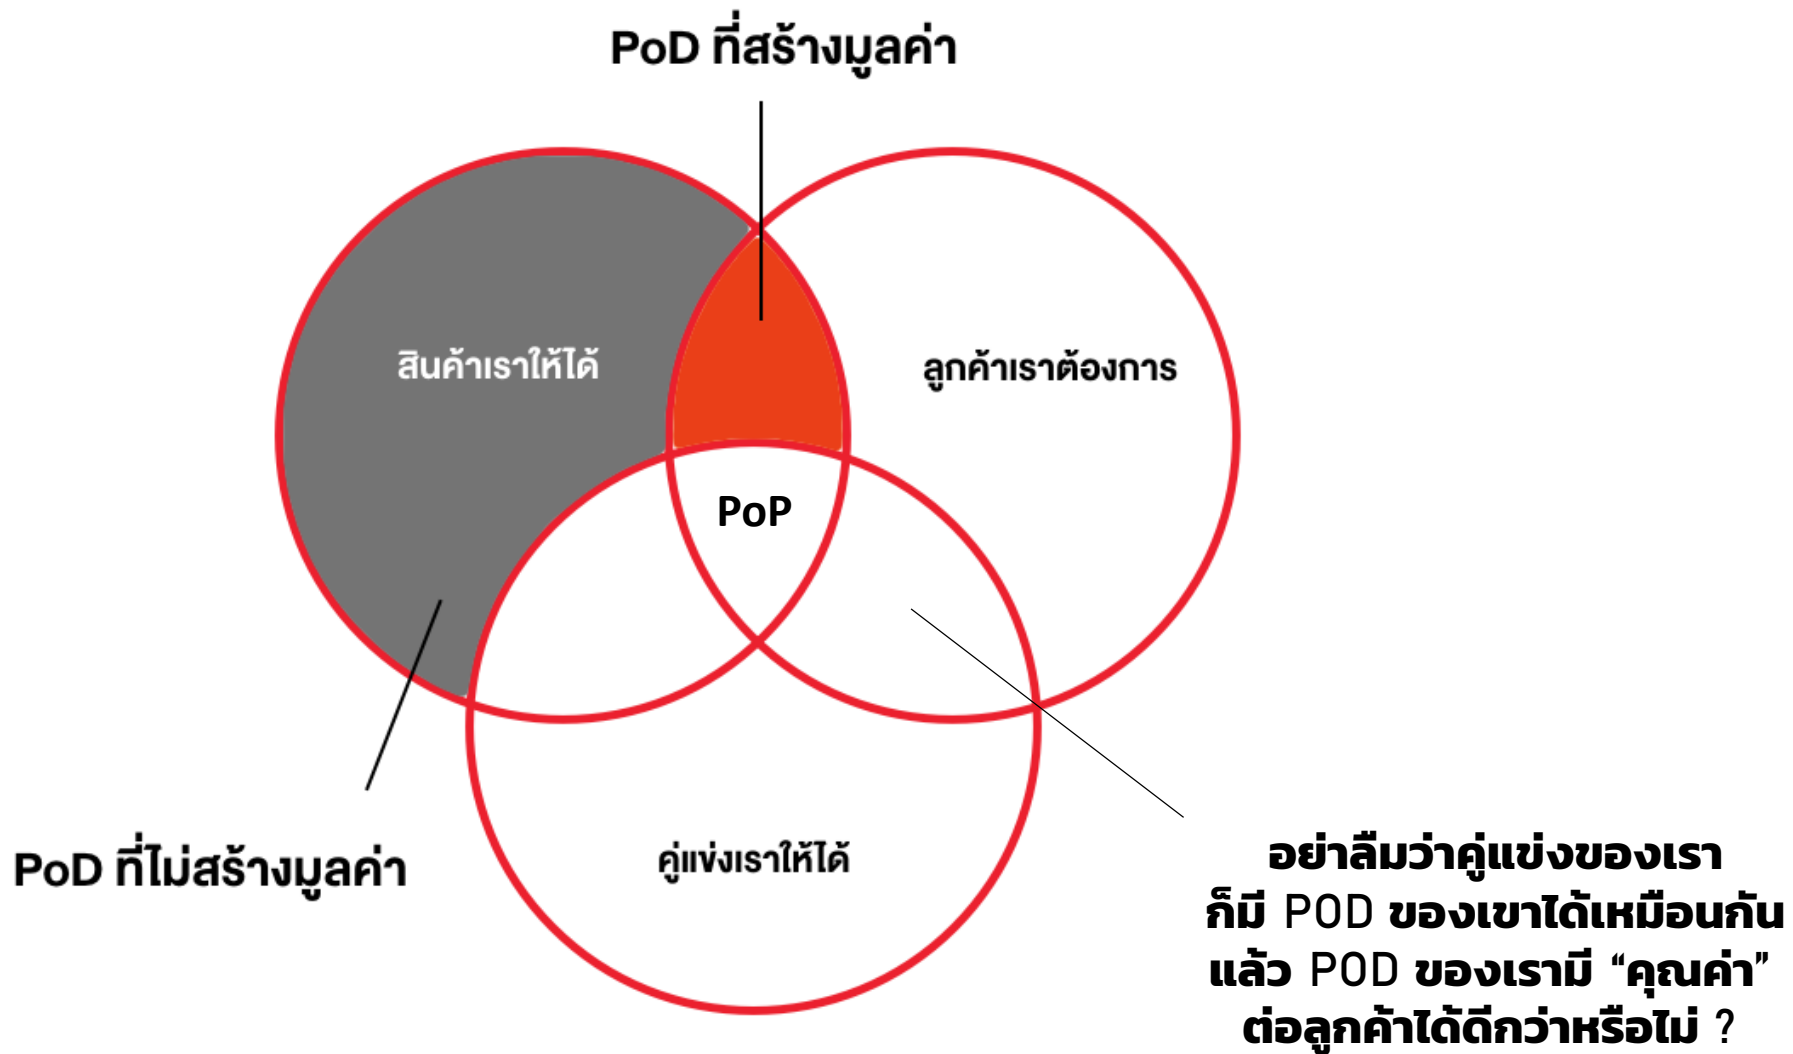 PoD ที่สร้างมูลค่า
สินค้าเราให้ได้
ลูกค้าเราต้องการ
PoP
PoD ที่ไม่สร้างมูลค่า
คู่แข่งเราให้ได้
อย่าลืมว่าคู่แข่งของเรา
ก็มี POD ของเขาได้เหมือนกัน
แล้ว POD ของเรามี “คุณค่า”
ต่อลูกค้าได้ดีกว่าหรือไม่ ?